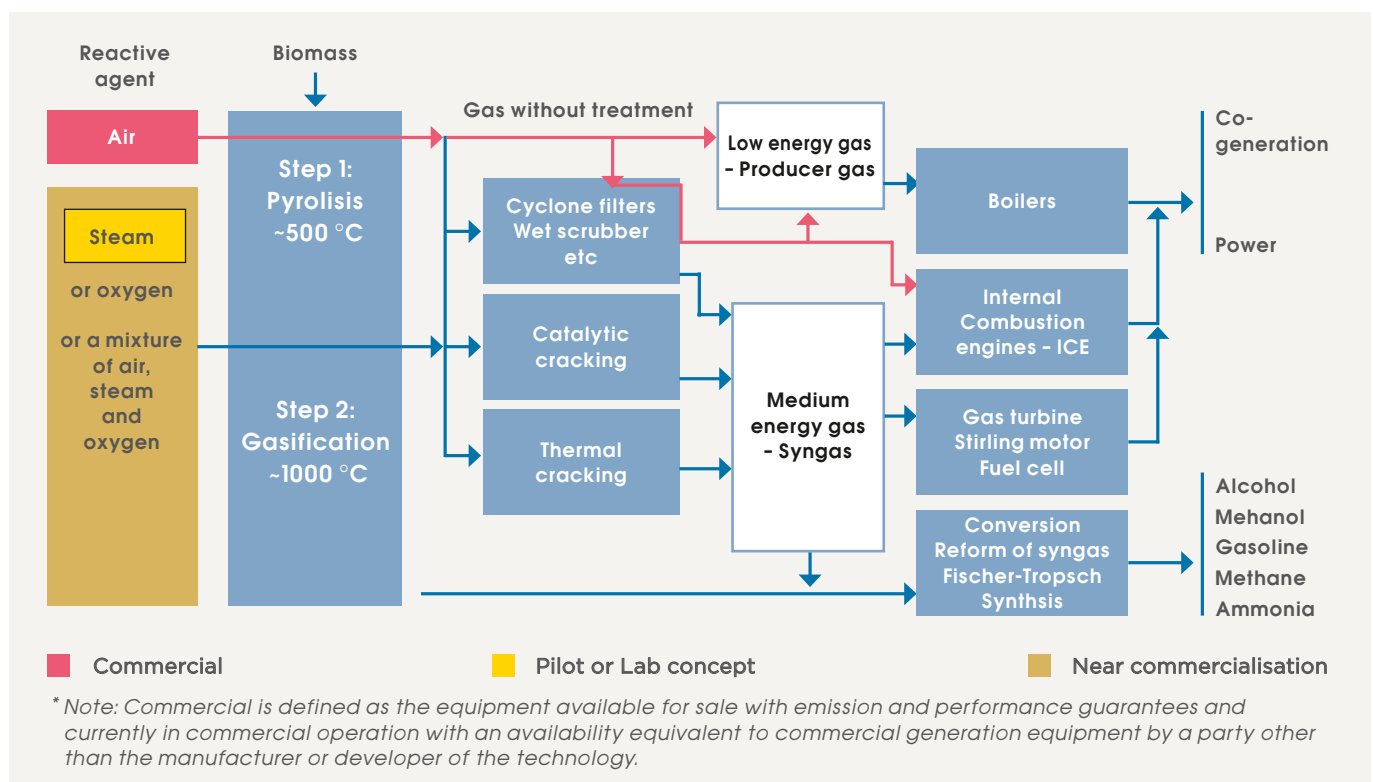 Reactive
agent
Biomass
Air
Steam
or oxygen
or a mixture
of air,
steam
and
oxygen
Step 1:
Pyrolisis
~500 °C
Step 2:
Gasification
~1000 °C
Gas without treatment
Cyclone filters
Wet scrubber
etc
Catalytic
cracking
Thermal
cracking
Low energy gas
– Producer gas
Medium
energy gas
– Syngas
Boilers
Internal
Combustion
engines – ICE
Gas turbine
Stirling motor
Fuel cell
Conversion
Reform of syngas
Fischer-Tropsch
Synthsis
Co-
generation
Power
Alcohol
Mehanol
Gasoline
Methane
Ammonia
Commercial
Pilot or Lab concept
Near commercialisation
* Note: Commercial is defined as the equipment available for sale with emission and performance guarantees and
currently in commercial operation with an availability equivalent to commercial generation equipment by a party other
than the manufacturer or developer of the technology.